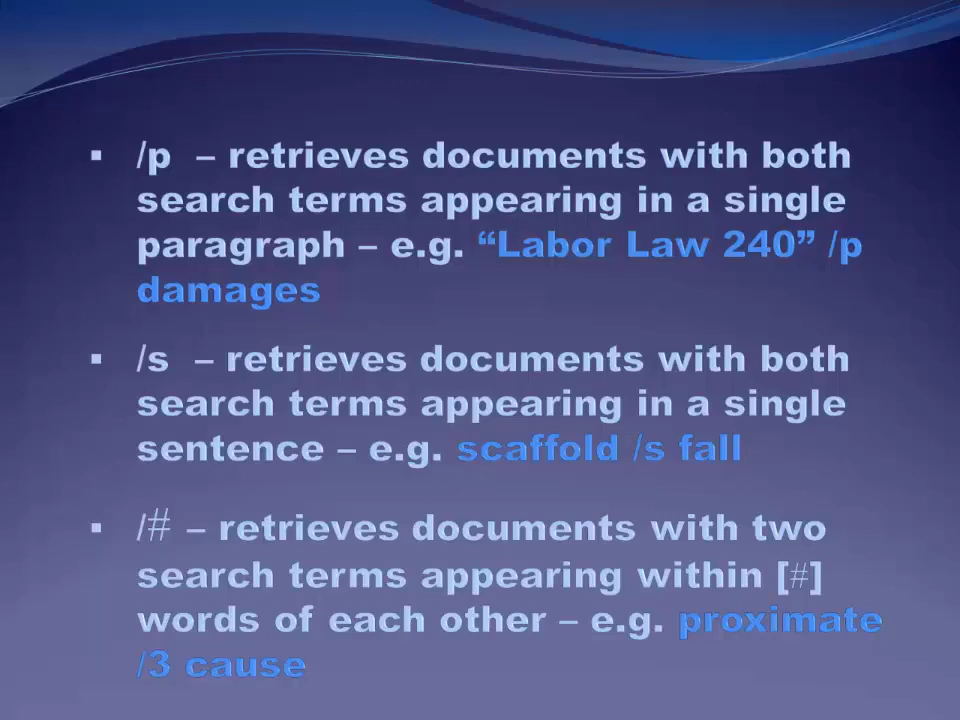 ▪ /p – retrieves documents with both
search terms appearing in a single
paragraph – e.g. “Labor Law 240” /p
damages
▪ /s – retrieves documents with both
search terms appearing in a single
sentence – e.g. scaffold /s fall
▪ /# – retrieves documents with two
search terms appearing within [#]
words of each other – e.g. proximate
/3 cause